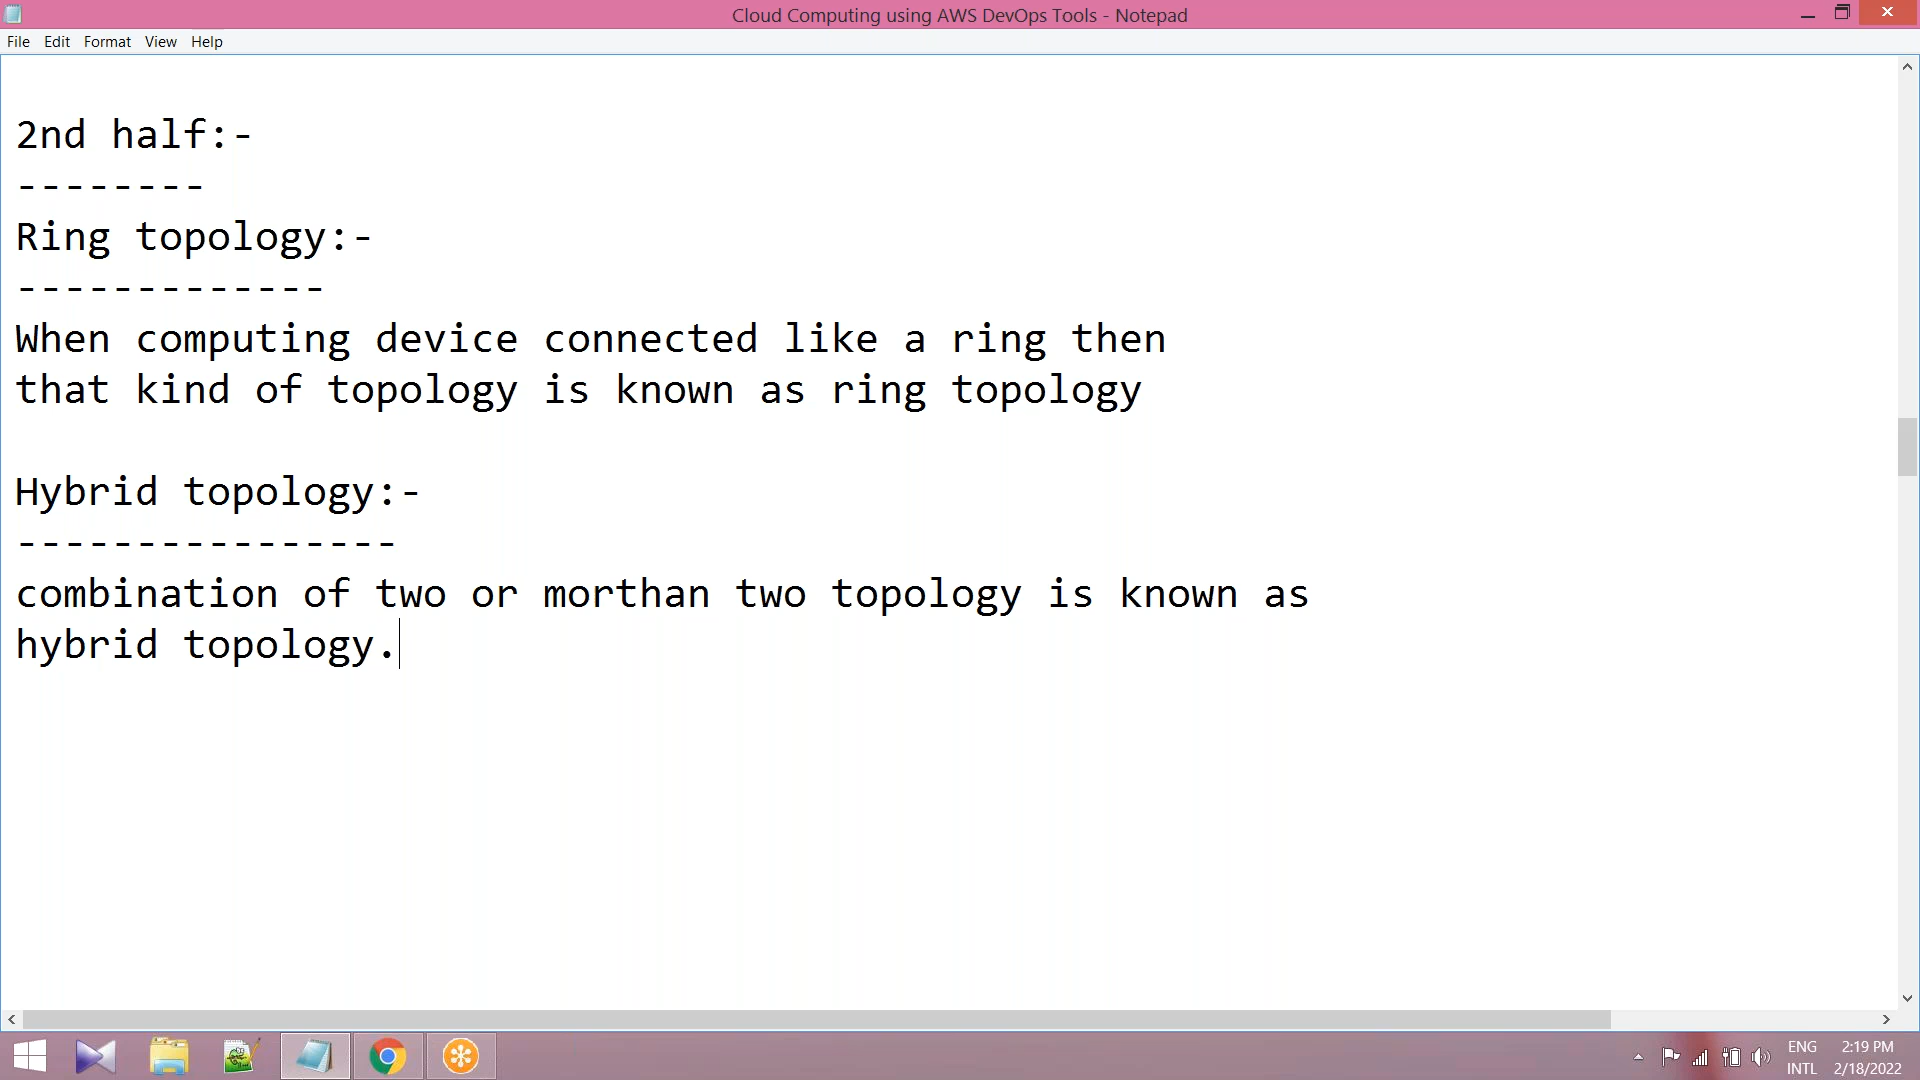 Cloud Computing using AWS DevOps Tools - Notepad
File Edit Format View Help
2nd half:-
--------
Ring topology:-
-------------
When computing device connected like a ring then
that kind of topology is known as ring topology
Hybrid topology:-
----------------
combination of two or morthan two topology is known as
hybrid topology.
ENG 2:19 PM
INTL 2/18/2022